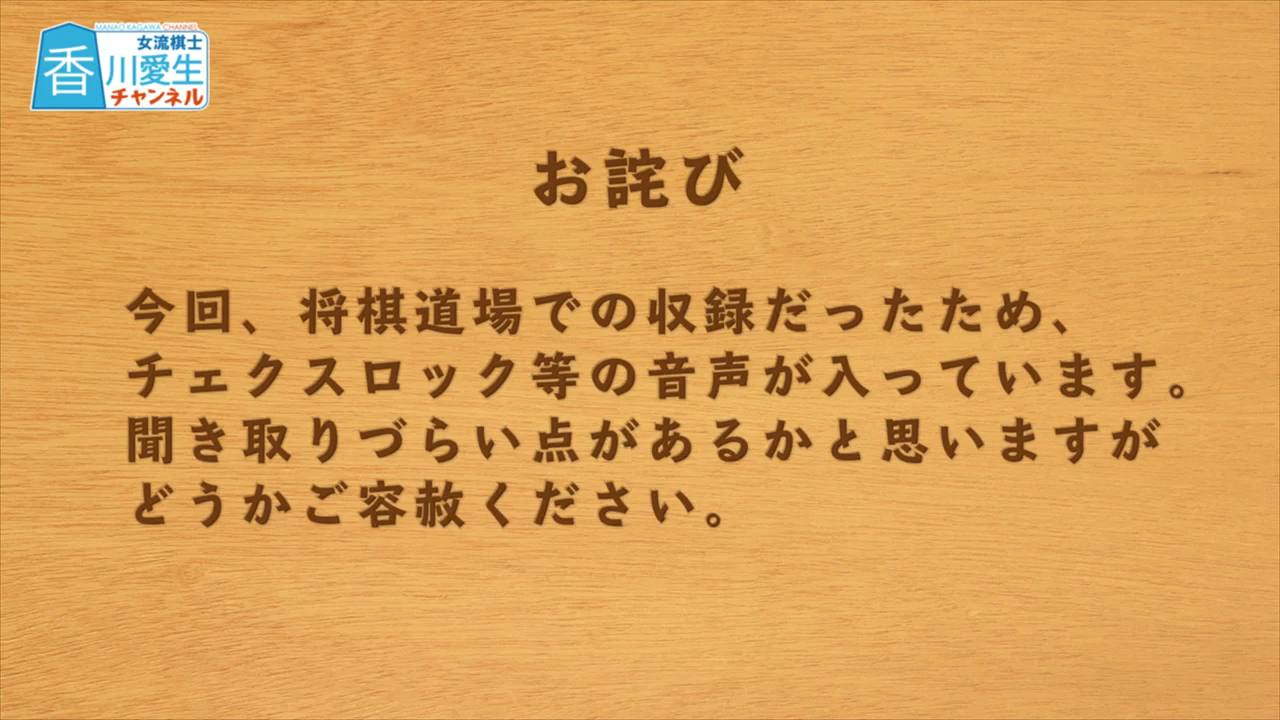 MANAO KAGAWA CHANNEL
女流棋士
香川愛生
チャンネル
お詫び
今回、将棋道場での収録だったため、
チェクスロック等の音声が入っています。
聞き取りづらい点があるかと思いますが
どうかご容赦ください。